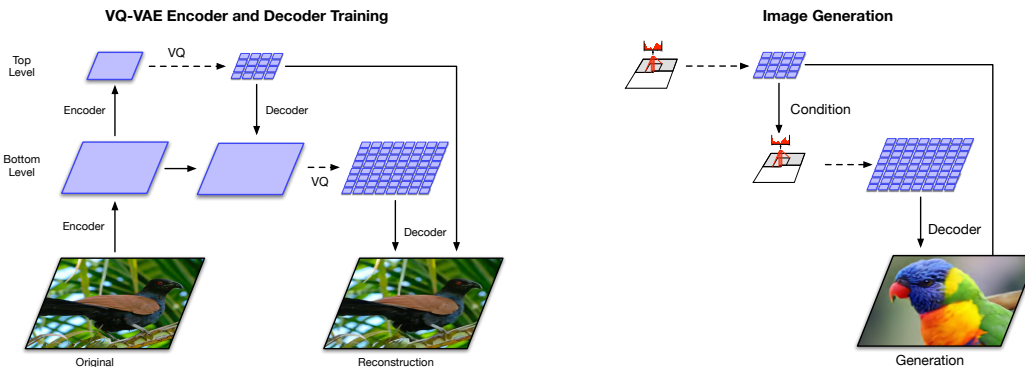 VQ-VAE Encoder and Decoder Training
Image Generation
Top
Level
VQ
Encoder
Decoder
Condition
Bottom
Level
VQ
Encoder
Decoder
Decoder
Original
Reconstruction
Generation